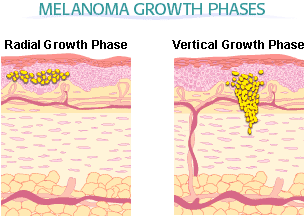 MELANOMA GROWTH PHASES
Radial Growth Phase
Vertical Growth Phase